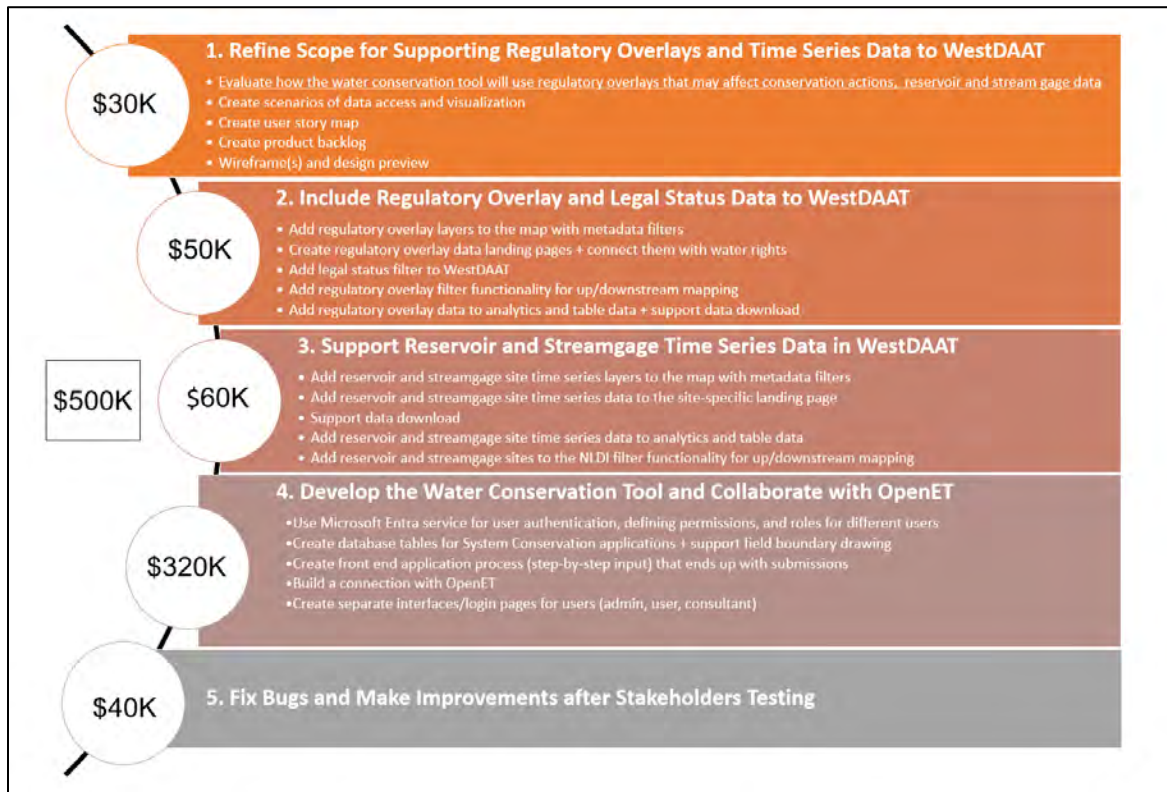 1. Refine Scope for Supporting Regulatory Overlays and Time Series Data to WestDAAT
• Evaluate how the water conservation tool will use regulatory overlays that may affect conservation actions, reservoir and stream gage data
$30K
• Create scenarios of data access and visualization
• Create user story map
• Create product backlog
• Wireframe(s) and design preview
2. Include Regulatory Overlay and Legal Status Data to WestDAAT
• Add regulatory overlay layers to the map with metadata filters
$50K
• Create regulatory overlay data landing pages + connect them with water rights
• Add legal status filter to WestDAAT
• Add regulatory overlay filter functionality for up/downstream mapping
• Add regulatory overlay data to analytics and table data + support data download
3. Support Reservoir and Streamgage Time Series Data in WestDAAT
• Add reservoir and streamgage site time series layers to the map with metadata filters
$500K
$60K
• Add reservoir and streamgage site time series data to the site-specific landing page
• Support data download
• Add reservoir and streamgage site time series data to analytics and table data
• Add reservoir and streamgage sites to the NLDI filter functionality for up/downstream mapping
4. Develop the Water Conservation Tool and Collaborate with OpenET
•Use Microsoft Entra service for user authentication, defining permissions, and roles for different users
•Create database tables for System Conservation applications + support field boundary drawing
$320K
•Create front end application process (step-by-step input) that ends up with submissions
•Build a connection with OpenET
•Create separate interfaces/login pages for users (admin, user, consultant)
5. Fix Bugs and Make Improvements after Stakeholders Testing
$40K